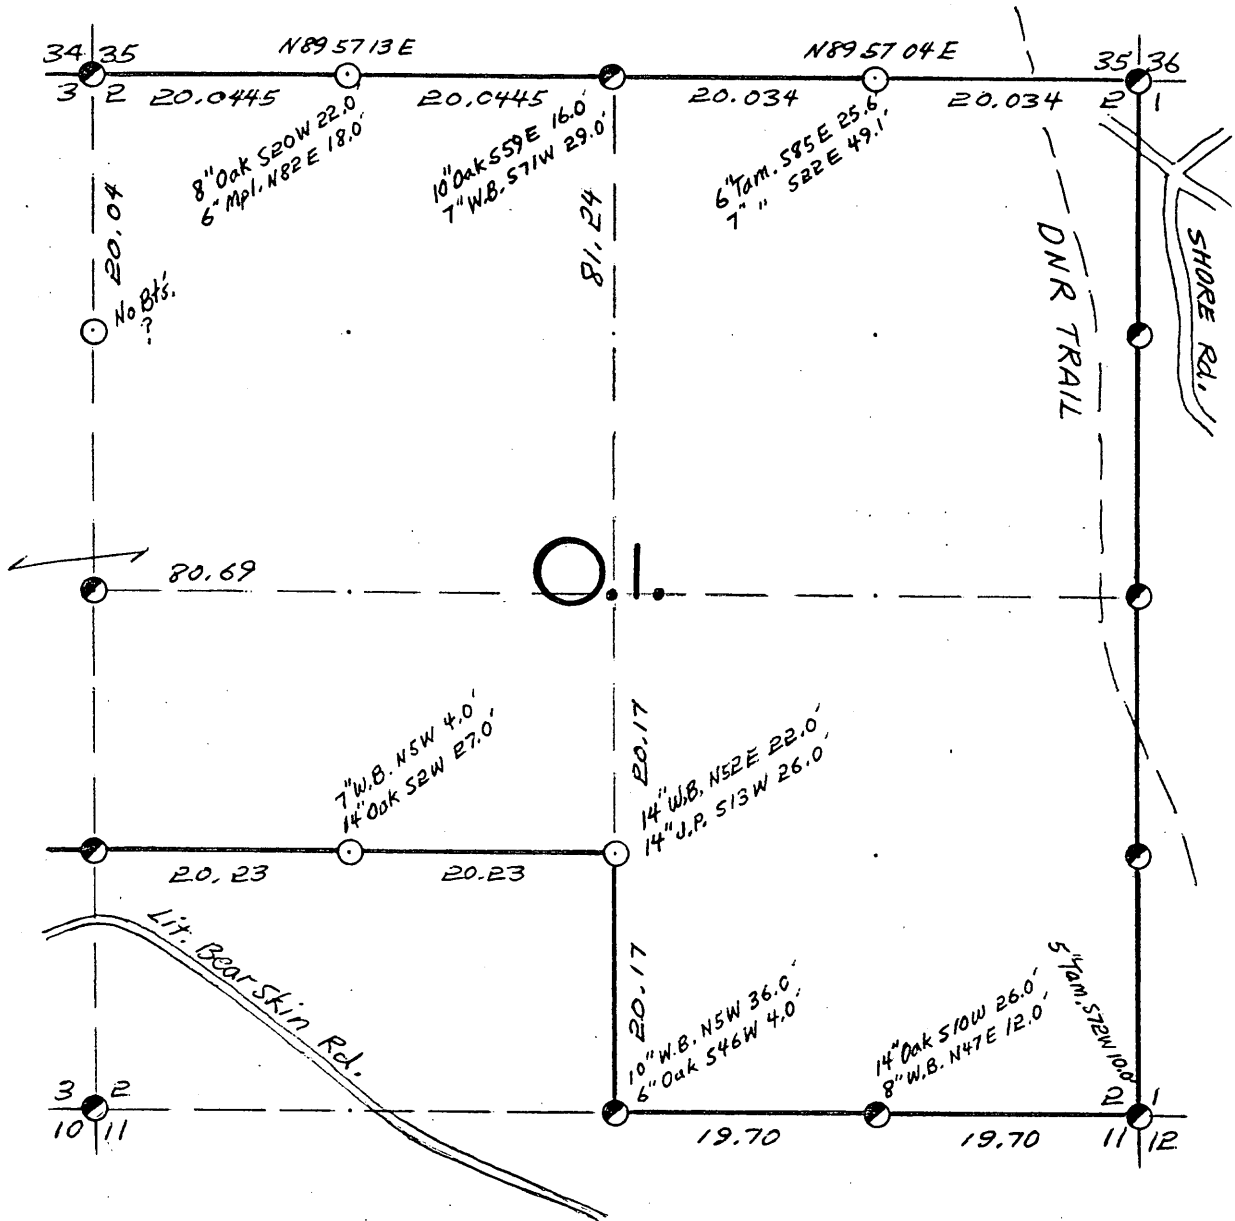 34 35
N89 57 13 E
N89 57 04 E
35 36
3 2
20.0445
20.0445
20.034
20.034
2 1
8" Oak S20W 22.0'
6" Mpl. N82E 18.0'
10" Oak S59E 16.0'
7" W.B. S71W 29.0'
6" Tam. S85E 25.6'
7" " S22E 49.1'
20.04
81.24
DNR TRAIL
SHORE Rd.
No Bts.
?
80.69
O.I.
7" W.B. N5W 4.0'
14" Oak S2W 27.0'
20.17
14" W.B. N52E 22.0'
14" J.P. S13W 26.0'
20.23
20.23
Lit. Bear Skin Rd.
20.17
10" W.B. N5W 36.0'
6" Oak S46W 4.0'
14" Oak S10W 26.0'
8" W.B. N47E 12.0'
5" Tam. S72W 10.0'
3 2
10 11
19.70
19.70
2 1
11 12